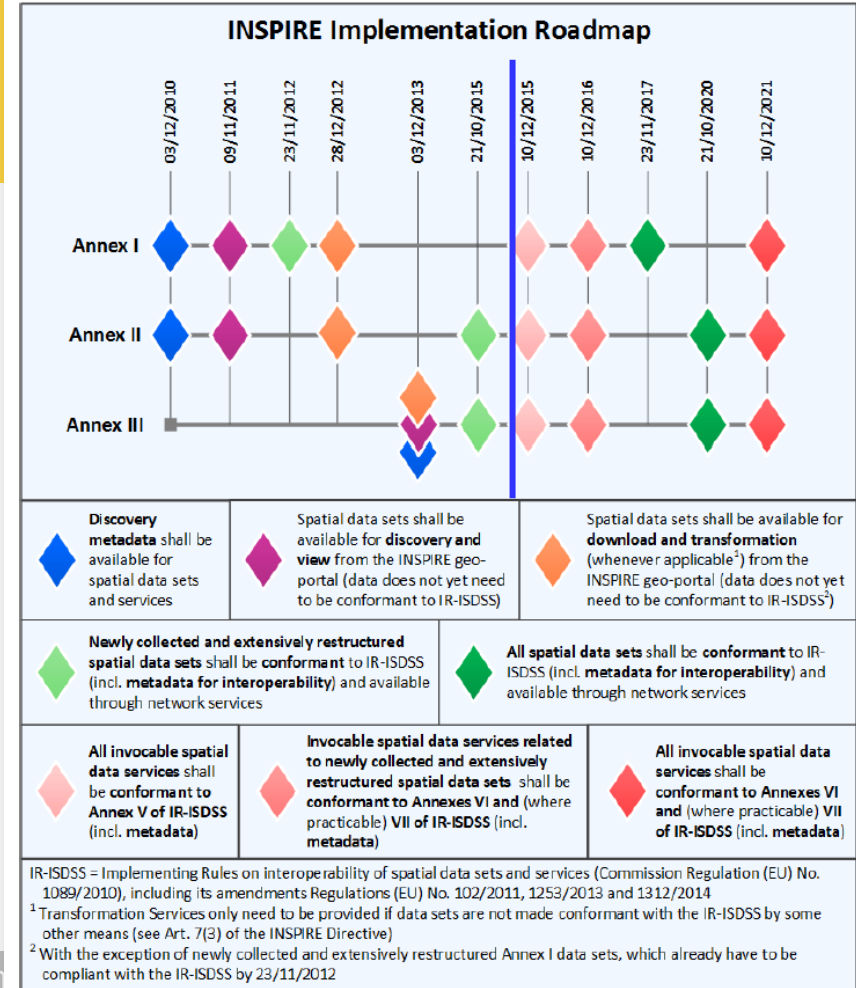 INSPIRE Implementation Roadmap
03/12/2010
09/11/2011
23/11/2012
28/12/2012
03/12/2013
21/10/2015
10/12/2015
10/12/2016
23/11/2017
21/10/2020
10/12/2021
Annex I
Annex II
Annex III
Discovery
metadata shall be
available for
spatial data sets
and services
Spatial data sets shall be
available for discovery and
view from the INSPIRE geo-
portal (data does not yet need
to be conformant to IR-ISDSS)
Spatial data sets shall be available for
download and transformation
(whenever applicable¹) from the
INSPIRE geo-portal (data does not yet
need to be conformant to IR-ISDSS²)
Newly collected and extensively restructured
spatial data sets shall be conformant to IR-ISDSS
(incl. metadata for interoperability) and available
through network services
All spatial data sets shall be conformant to IR-
ISDSS (incl. metadata for interoperability) and
available through network services
All invocable spatial
data services shall
be conformant to
Annex V of IR-ISDSS
(incl. metadata)
Invocable spatial data services related
to newly collected and extensively
restructured spatial data sets shall be
conformant to Annexes VI and (where
practicable) VII of IR-ISDSS (incl.
metadata)
All invocable spatial data
services shall be
conformant to Annexes VI
and (where practicable) VII
of IR-ISDSS (incl. metadata)
IR-ISDSS = Implementing Rules on interoperability of spatial data sets and services (Commission Regulation (EU) No.
1089/2010), including its amendments Regulations (EU) No. 102/2011, 1253/2013 and 1312/2014
¹ Transformation Services only need to be provided if data sets are not made conformant with the IR-ISDSS by some
other means (see Art. 7(3) of the INSPIRE Directive)
² With the exception of newly collected and extensively restructured Annex I data sets, which already have to be
compliant with the IR-ISDSS by 23/11/2012